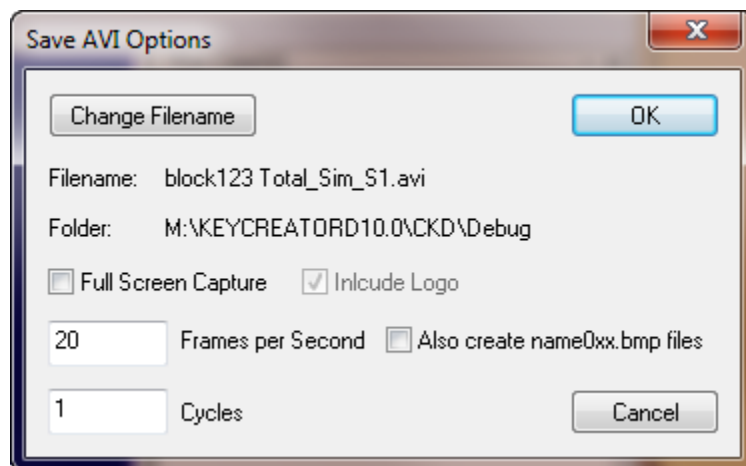 Save AVI Options
Change Filename
OK
Filename: block123 Total_Sim_S1.avi
Folder: M:\KEYCREATORD10.0\CKD\Debug
Full Screen Capture Inlcude Logo
20 Frames per Second Also create name0xx.bmp files
1 Cycles
Cancel